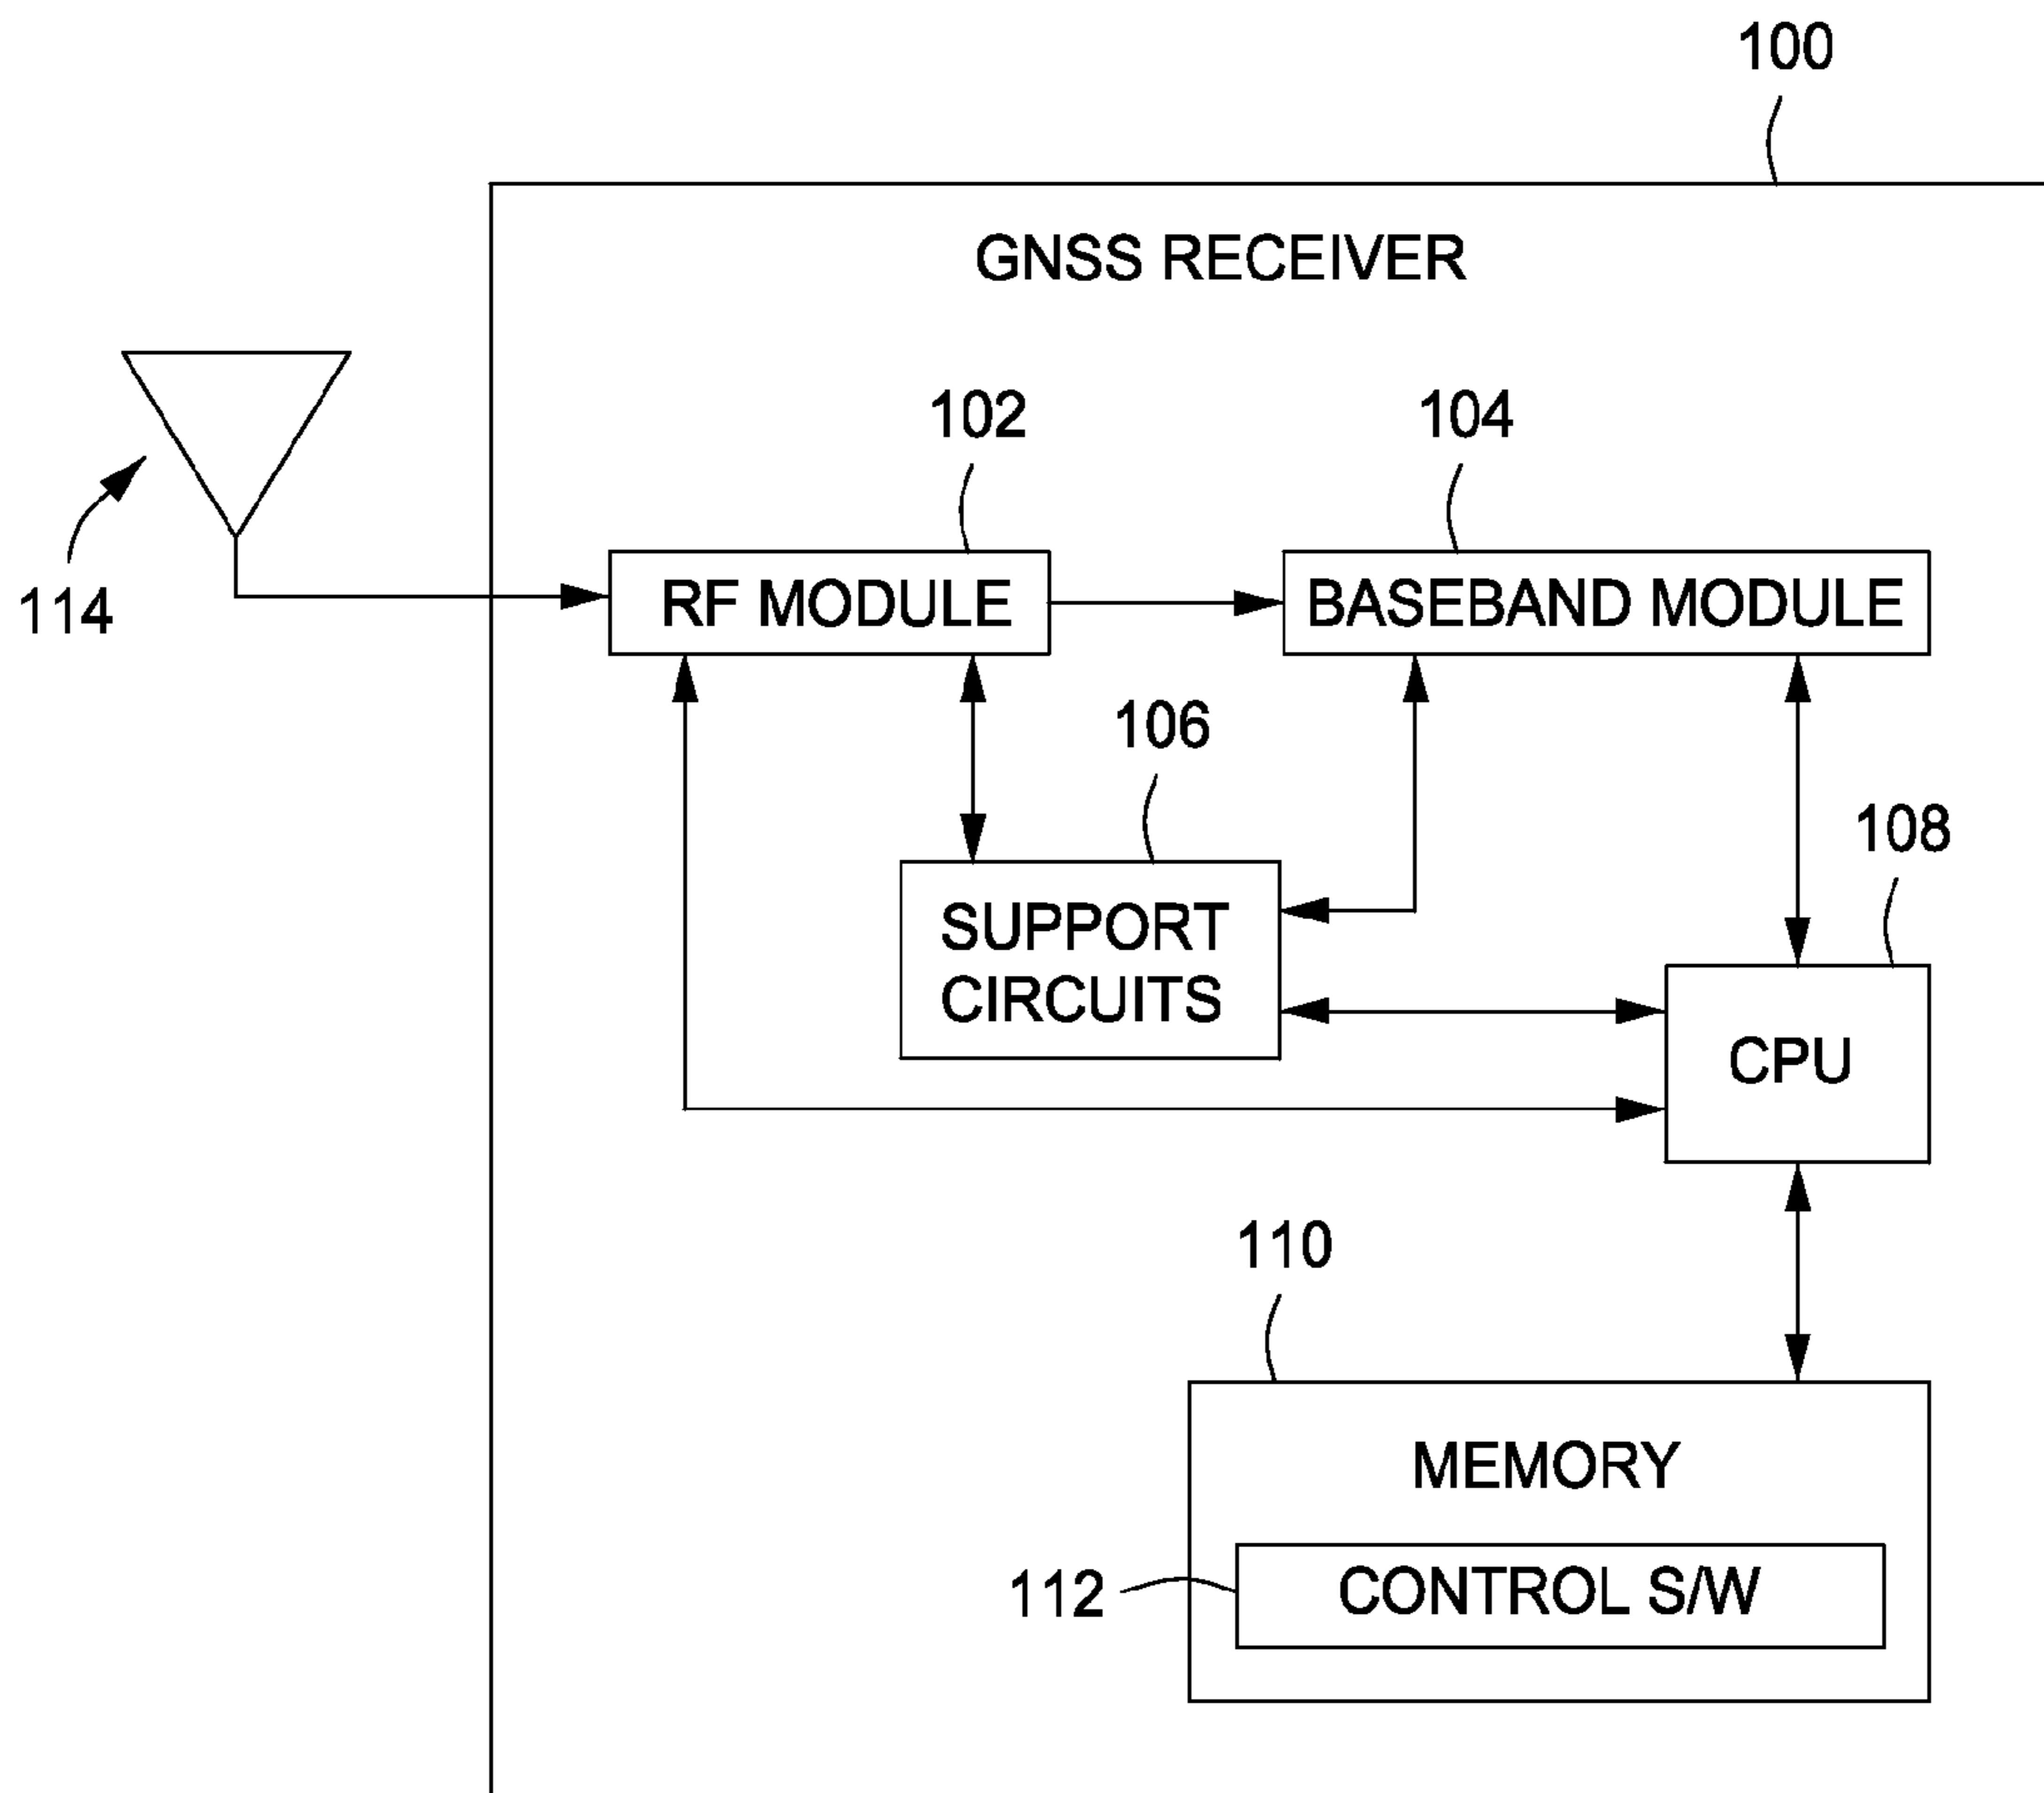 100
GNSS RECEIVER
102
104
114
RF MODULE
BASEBAND MODULE
106
108
SUPPORT
CIRCUITS
CPU
110
MEMORY
112
CONTROL S/W